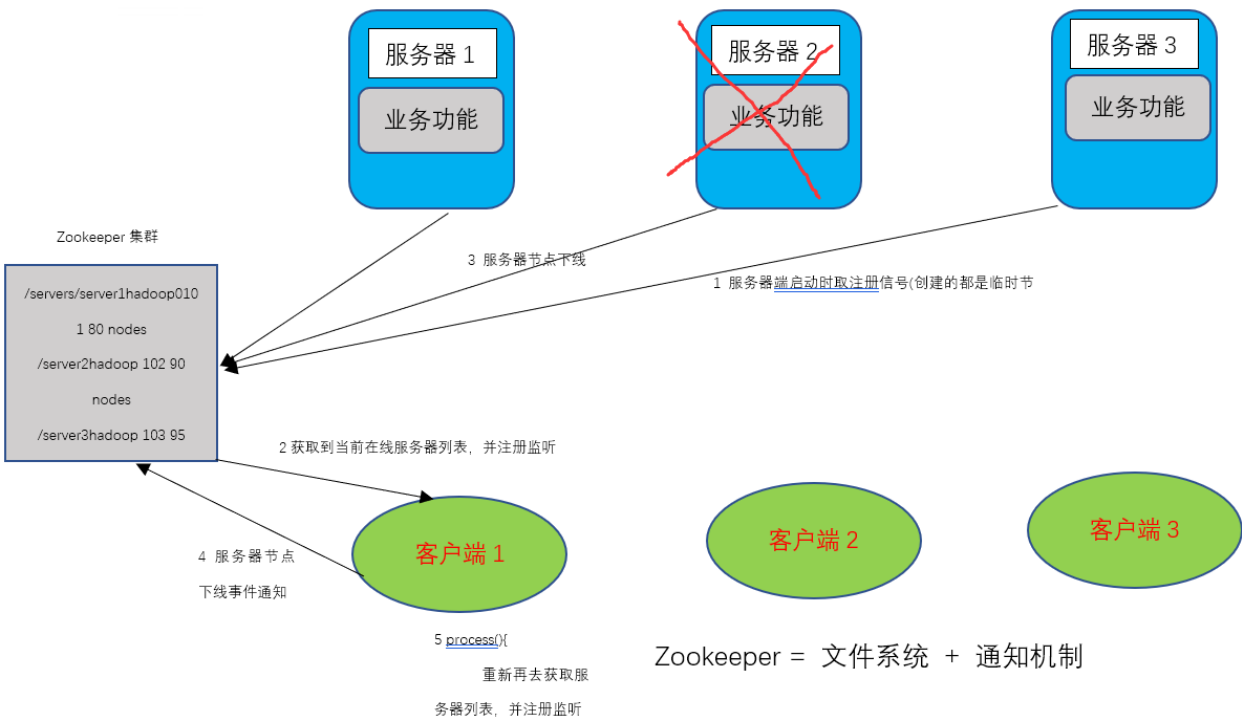 服务器 1
业务功能
服务器 2
业务功能
服务器 3
业务功能
Zookeeper 集群
/servers/server1hadoop010
1 80 nodes
/server2hadoop 102 90
nodes
/server3hadoop 103 95
3 服务器节点下线
1 服务器端启动时取注册信号(创建的都是临时节
2 获取到当前在线服务器列表，并注册监听
4 服务器节点
下线事件通知
客户端 1
客户端 2
客户端 3
5 process(){
重新再去获取服
务器列表，并注册监听
Zookeeper = 文件系统 + 通知机制